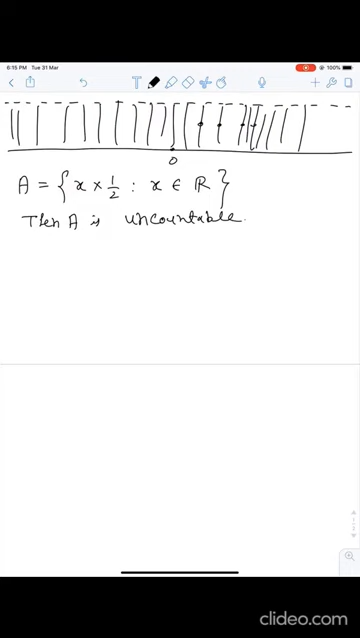 6:15 PM Tue 31 Mar
100%
T
0
A = { x × 1/2 : x ∈ R }
Then A is uncountable.
clideo.com